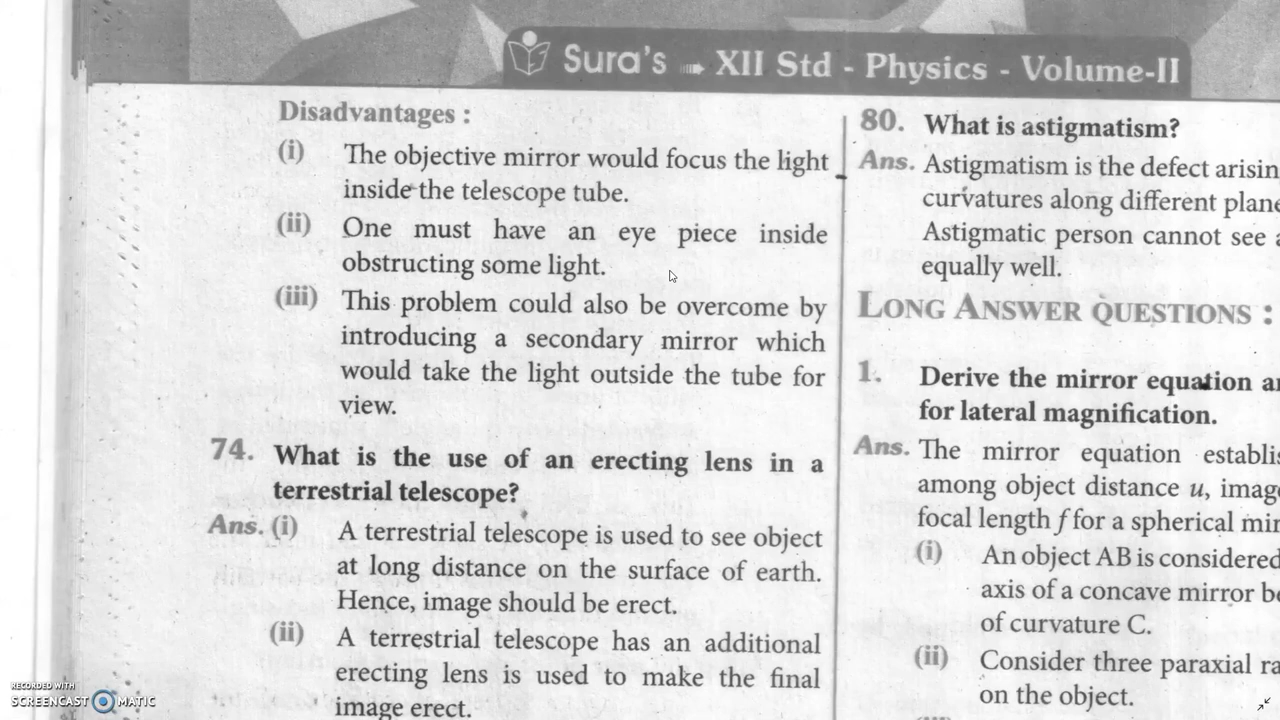 Sura's ➠ XII Std - Physics - Volume-II
Disadvantages :
(i) The objective mirror would focus the light
inside the telescope tube.
(ii) One must have an eye piece inside
obstructing some light.
(iii) This problem could also be overcome by
introducing a secondary mirror which
would take the light outside the tube for
view.
74. What is the use of an erecting lens in a
terrestrial telescope?
Ans. (i) A terrestrial telescope is used to see object
at long distance on the surface of earth.
Hence, image should be erect.
(ii) A terrestrial telescope has an additional
erecting lens is used to make the final
image erect.
80. What is astigmatism?
Ans. Astigmatism is the defect arisin
curvatures along different plane
Astigmatic person cannot see a
equally well.
LONG ANSWER QUESTIONS :
1. Derive the mirror equation an
for lateral magnification.
Ans. The mirror equation establis
among object distance u, image
focal length f for a spherical mir
(i) An object AB is considered
axis of a concave mirror be
of curvature C.
(ii) Consider three paraxial ra
on the object.
RECORDED WITH
SCREENCAST MATIC